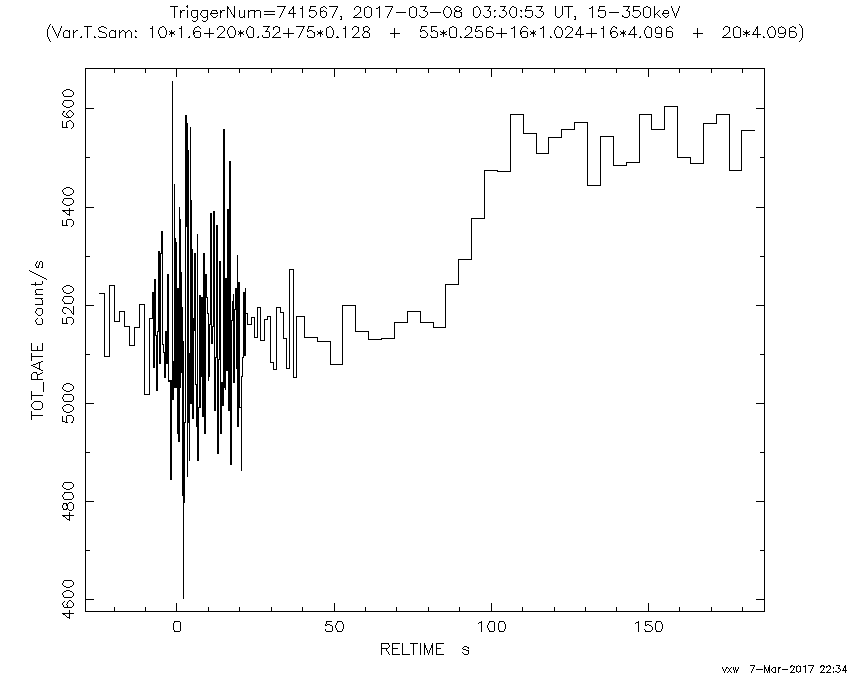 TriggerNum=741567, 2017-03-08 03:30:53 UT, 15-350keV
(Var.T.Sam: 10*1.6+20*0.32+75*0.128 + 55*0.256+16*1.024+16*4.096 + 20*4.096)
TOT_RATE count/s
5600
5400
5200
5000
4800
4600
0 50 100 150
RELTIME s
vxw 7-Mar-2017 22:34